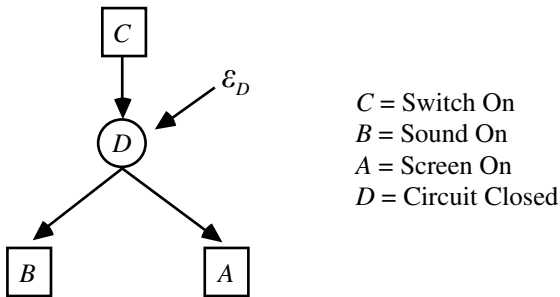 C
ε_D
D
B
A
C = Switch On
B = Sound On
A = Screen On
D = Circuit Closed